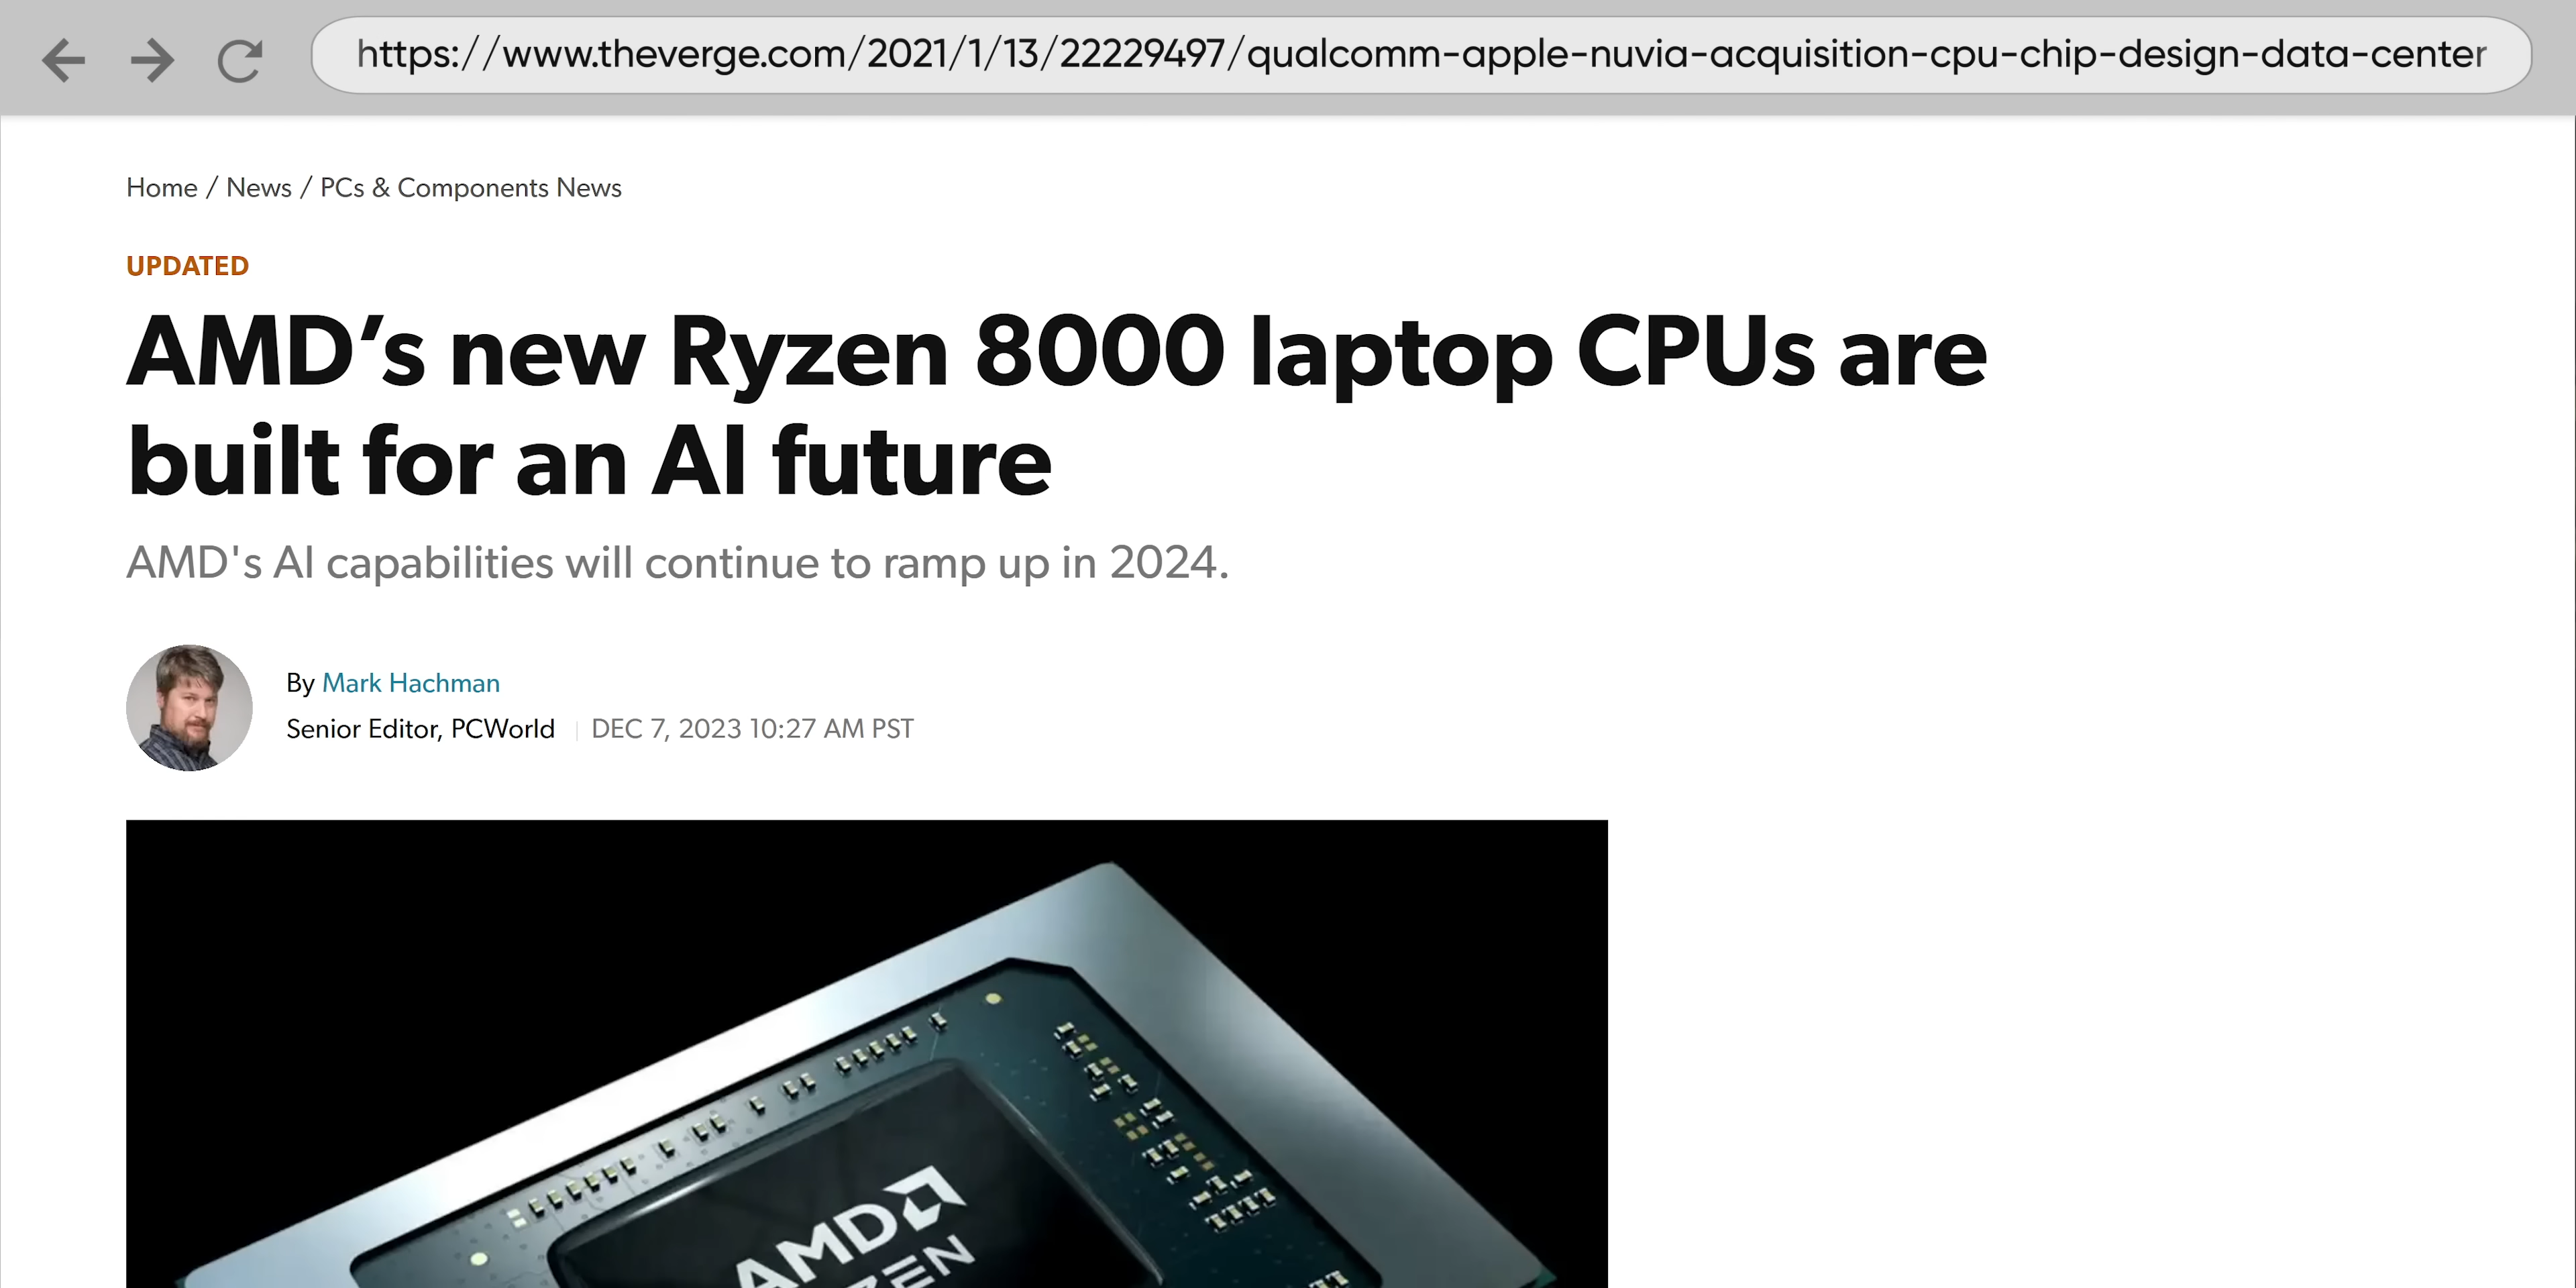 https://www.theverge.com/2021/1/13/22229497/qualcomm-apple-nuvia-acquisition-cpu-chip-design-data-center
Home / News / PCs & Components News
UPDATED
AMD’s new Ryzen 8000 laptop CPUs are
built for an AI future
AMD's AI capabilities will continue to ramp up in 2024.
By Mark Hachman
Senior Editor, PCWorld | DEC 7, 2023 10:27 AM PST
AMD